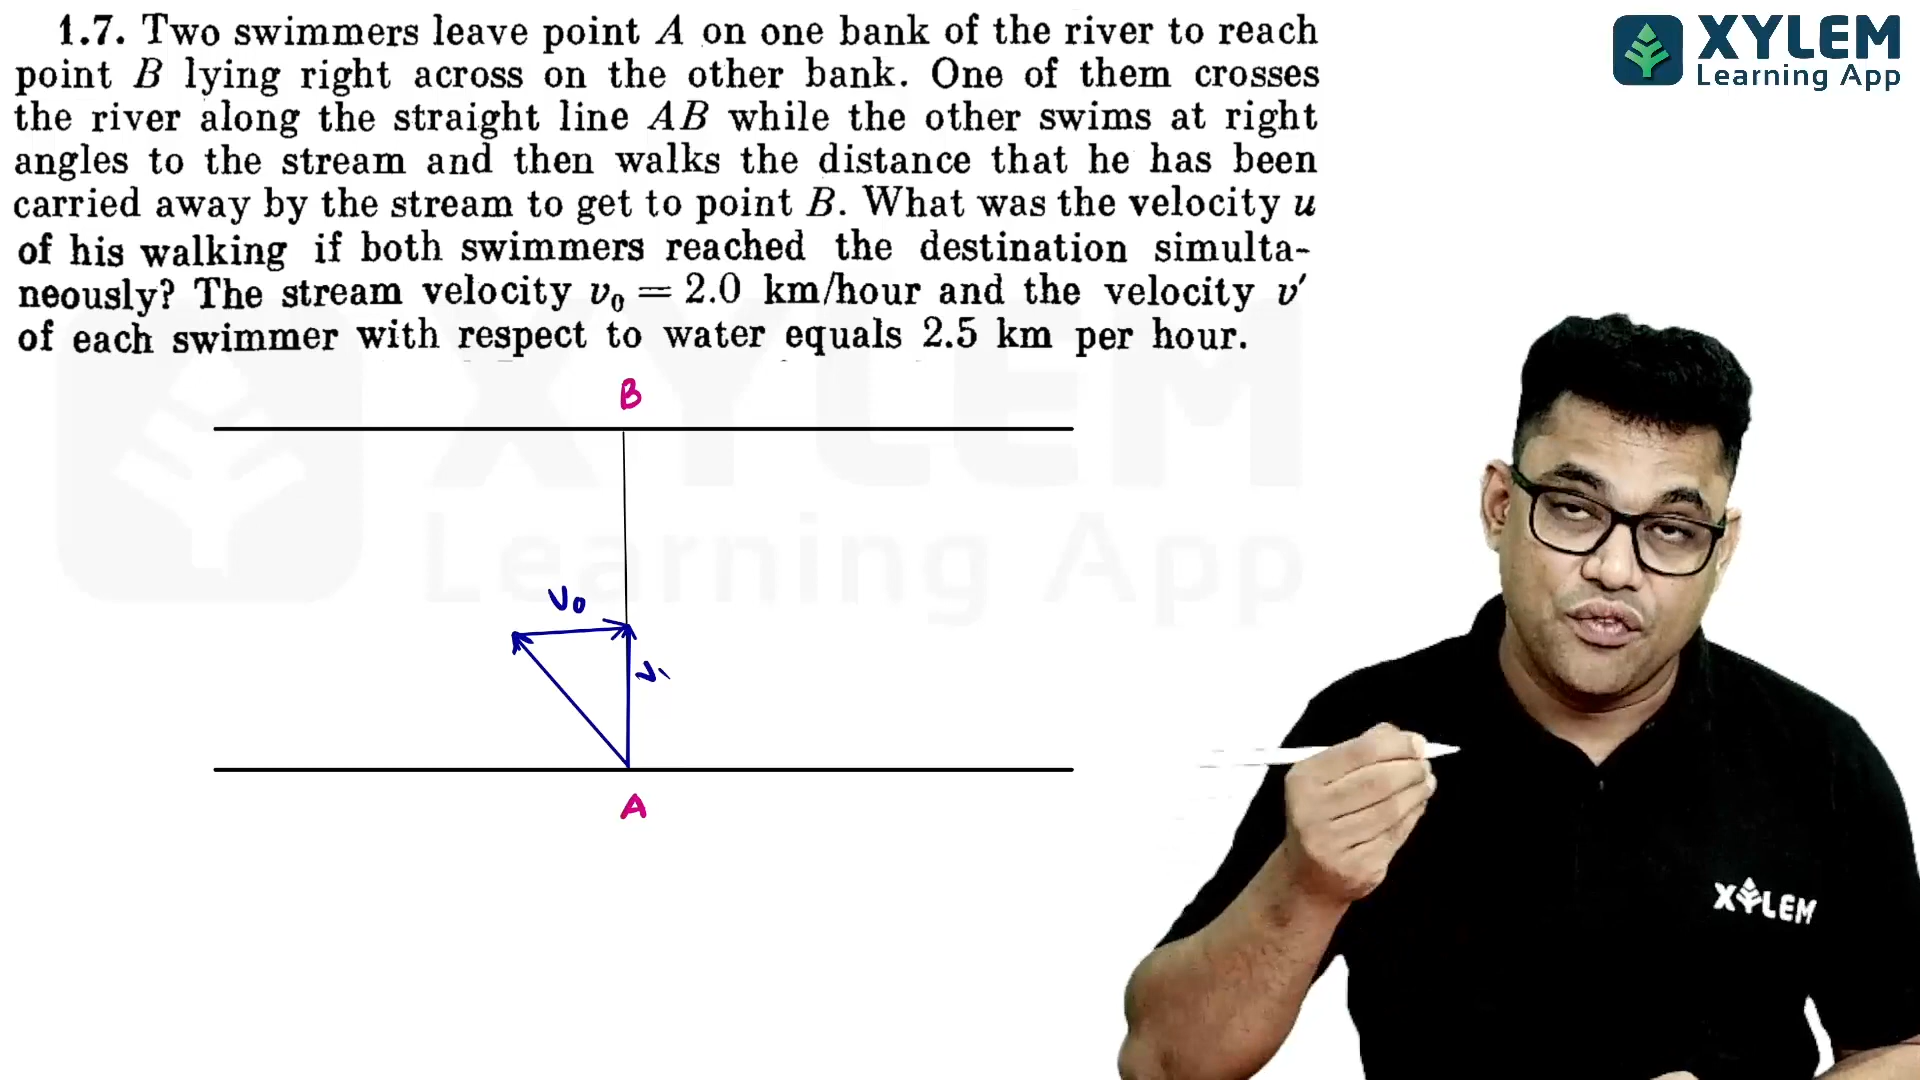 1.7. Two swimmers leave point A on one bank of the river to reach
point B lying right across on the other bank. One of them crosses
the river along the straight line AB while the other swims at right
angles to the stream and then walks the distance that he has been
carried away by the stream to get to point B. What was the velocity u
of his walking if both swimmers reached the destination simulta-
neously? The stream velocity v₀ = 2.0 km/hour and the velocity v′
of each swimmer with respect to water equals 2.5 km per hour.
XYLEM
Learning App
XYLEM
Learning App
B
V₀
V
A
XYLEM